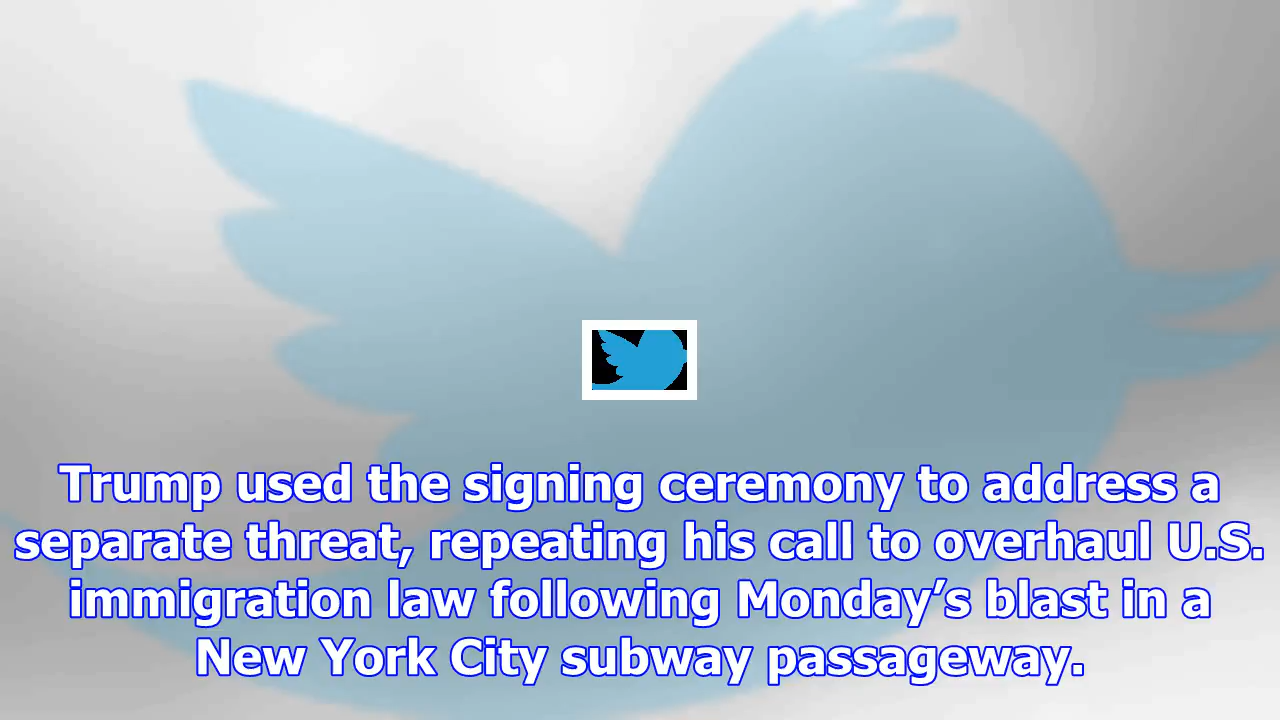 Trump used the signing ceremony to address a
separate threat, repeating his call to overhaul U.S.
immigration law following Monday’s blast in a
New York City subway passageway.